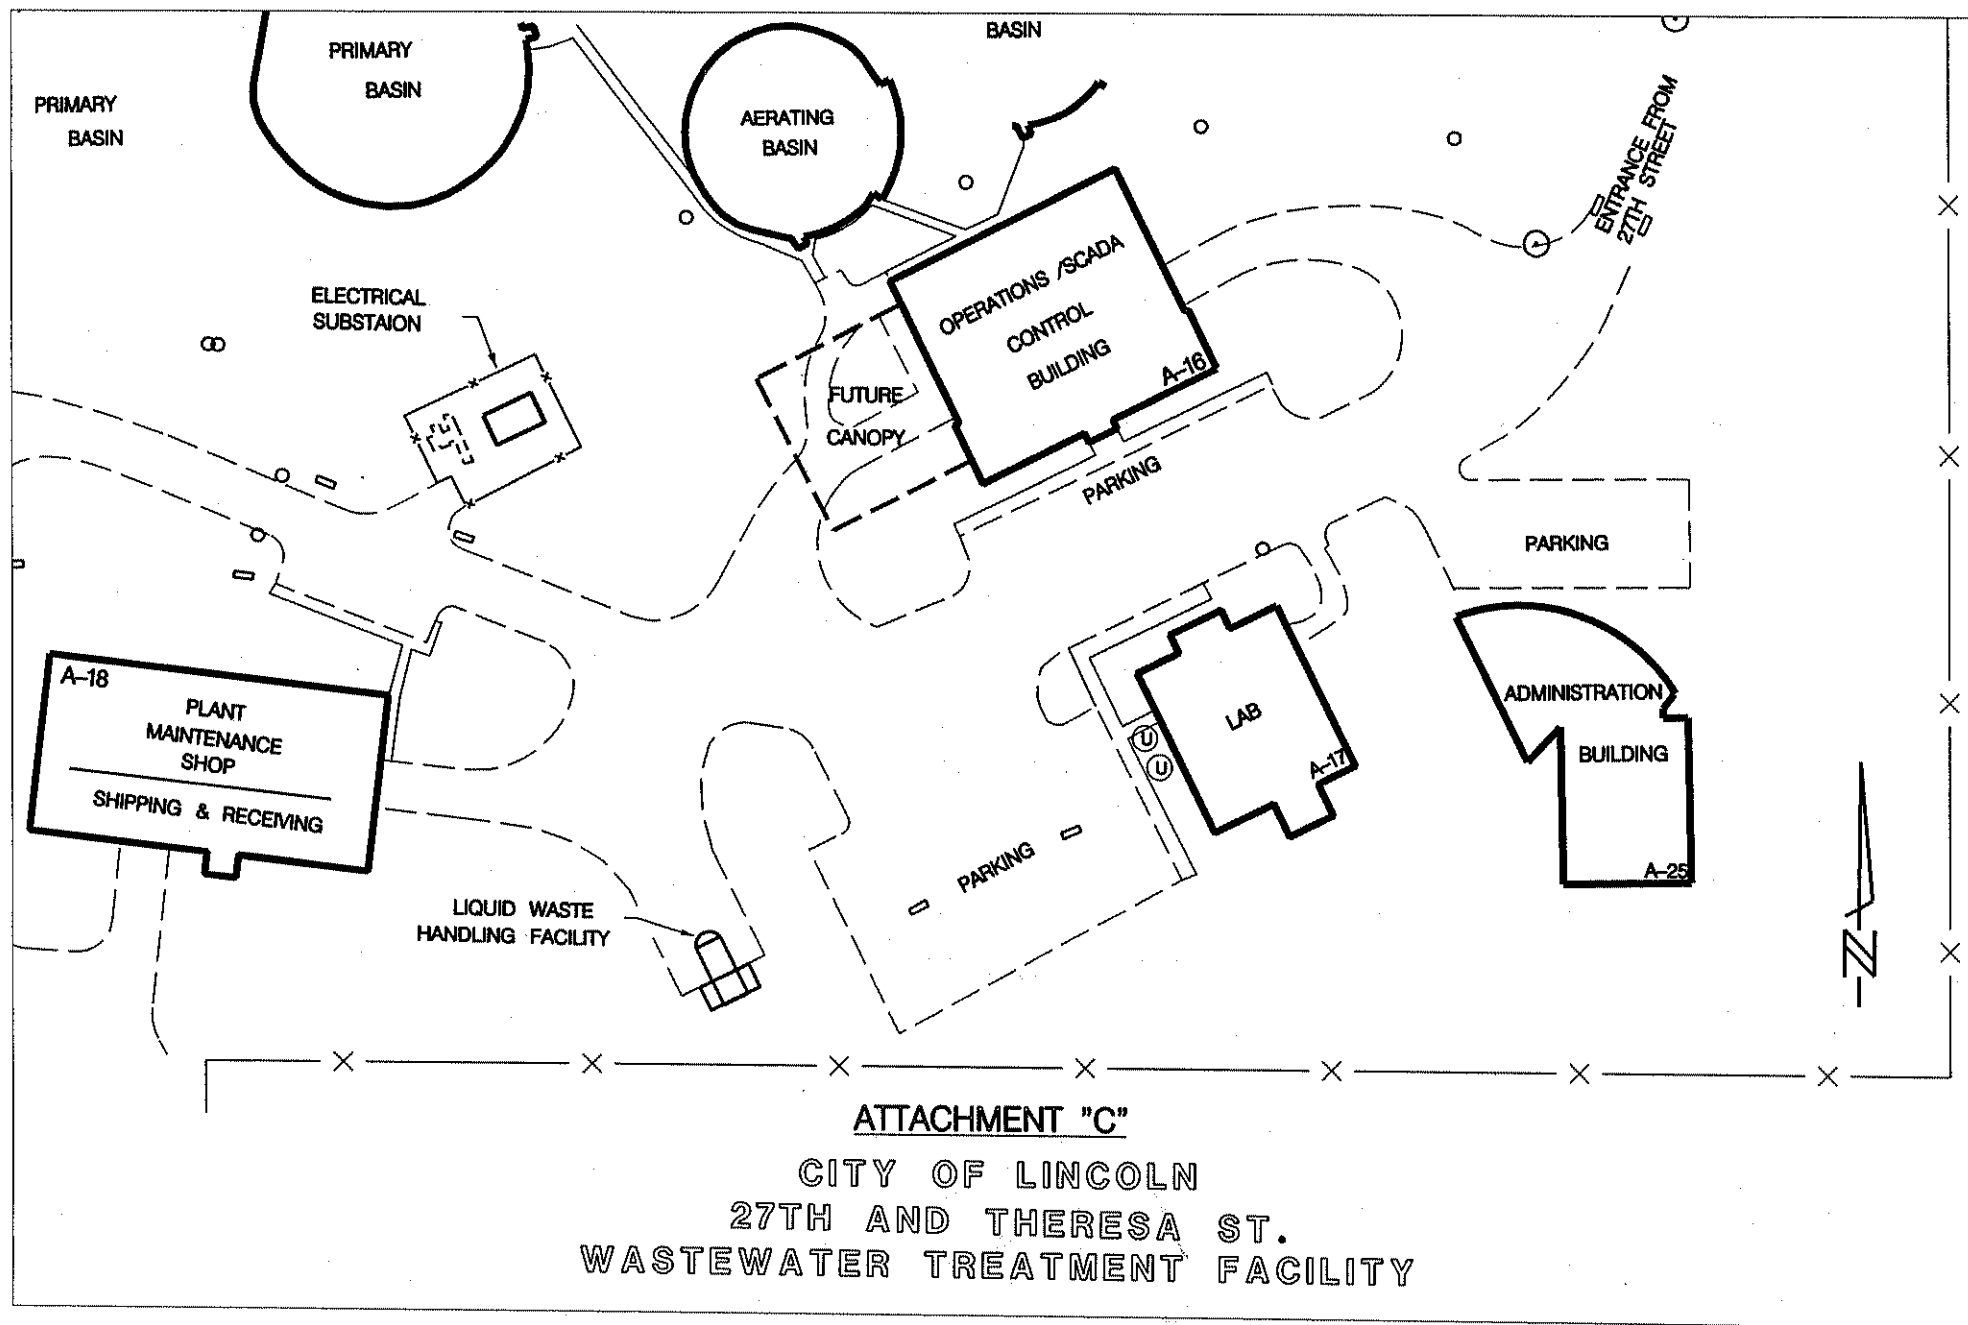 BASIN
PRIMARY
BASIN
PRIMARY
BASIN
AERATING
BASIN
ENTRANCE FROM
27TH STREET
ELECTRICAL
SUBSTAION
OPERATIONS /SCADA
CONTROL
BUILDING
A-16
FUTURE
CANOPY
PARKING
PARKING
A-18
PLANT
MAINTENANCE
SHOP
SHIPPING & RECEIVING
LAB
A-17
U
U
ADMINISTRATION
BUILDING
A-25
PARKING
LIQUID WASTE
HANDLING FACILITY
N
ATTACHMENT "C"
CITY OF LINCOLN
27TH AND THERESA ST.
WASTEWATER TREATMENT FACILITY